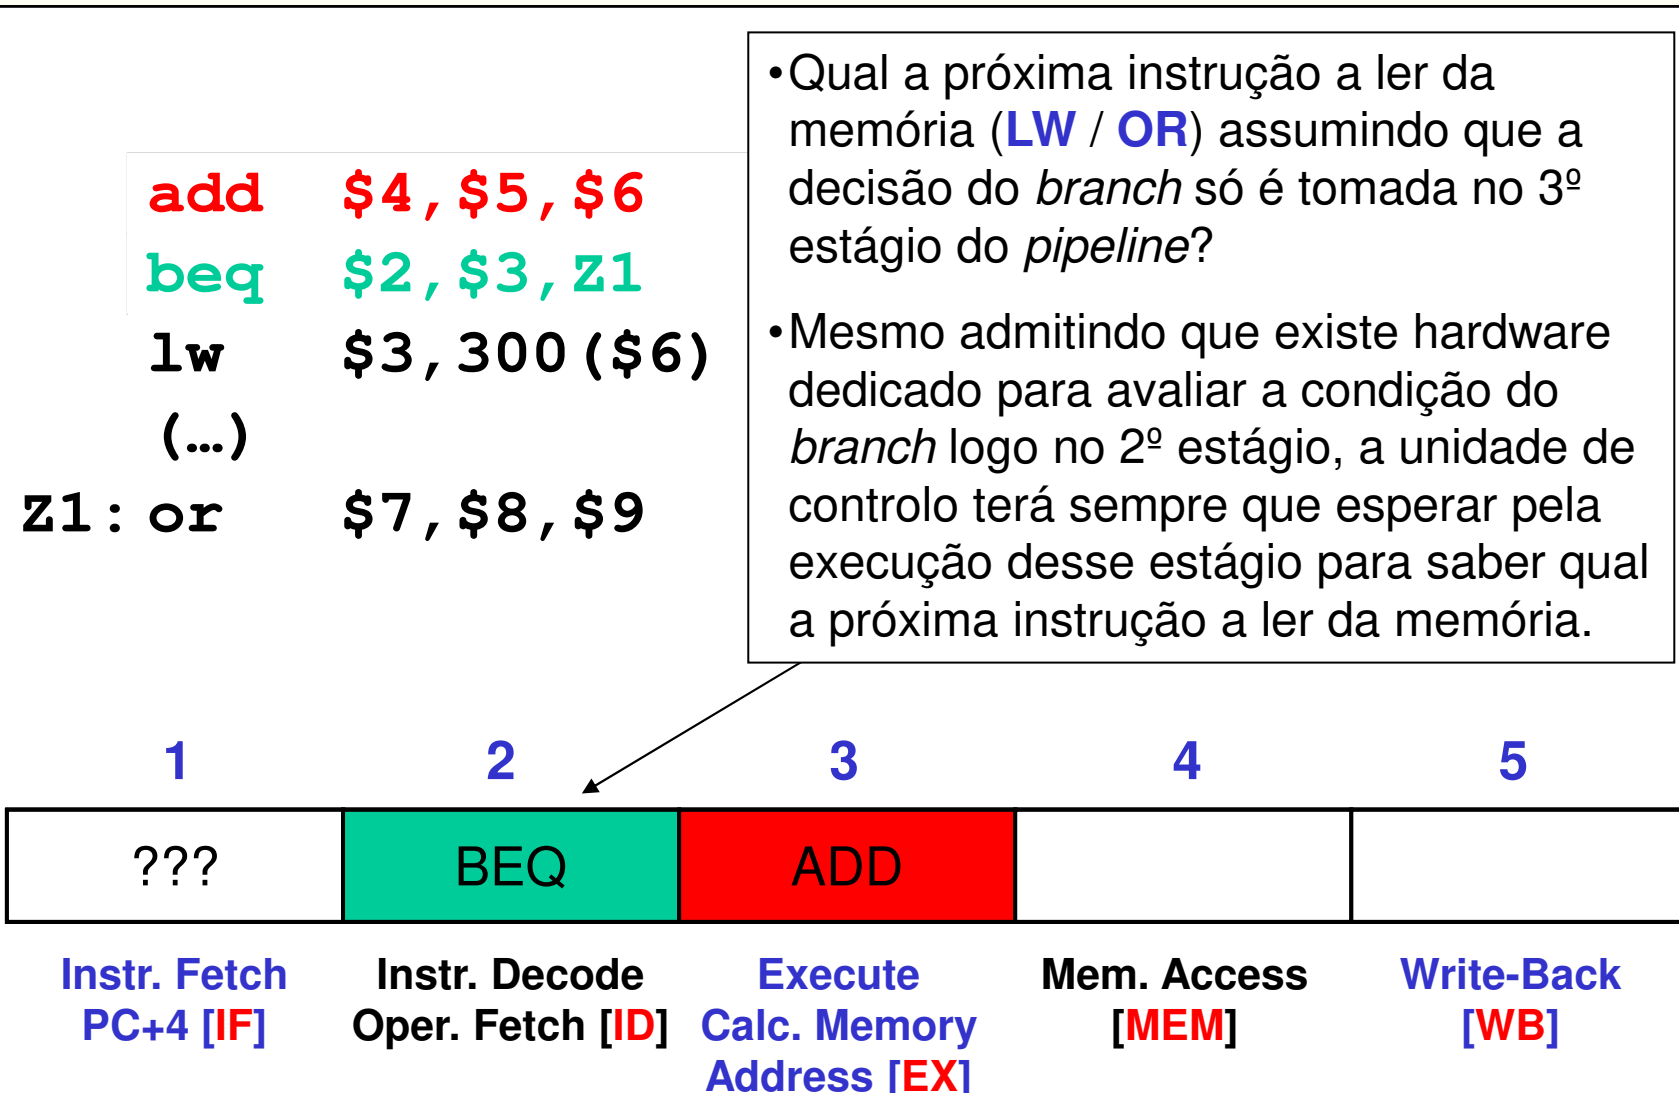 •Qual a próxima instrução a ler da
memória (LW / OR) assumindo que a
decisão do branch só é tomada no 3º
estágio do pipeline?
•Mesmo admitindo que existe hardware
dedicado para avaliar a condição do
branch logo no 2º estágio, a unidade de
controlo terá sempre que esperar pela
execução desse estágio para saber qual
a próxima instrução a ler da memória.
add $4,$5,$6
beq $2,$3,Z1
lw $3,300($6)
(…)
Z1: or $7,$8,$9
1 2 3 4 5
??? BEQ ADD
Instr. Fetch
PC+4 [IF]
Instr. Decode
Oper. Fetch [ID]
Execute
Calc. Memory
Address [EX]
Mem. Access
[MEM]
Write-Back
[WB]